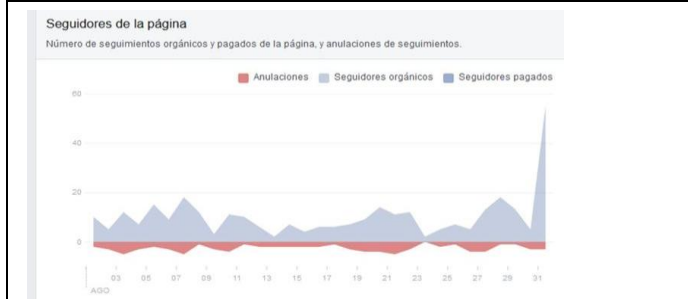 Seguidores de la página
Número de seguimientos orgánicos y pagados de la página, y anulaciones de seguimientos.
Anulaciones Seguidores orgánicos Seguidores pagados
60
40
20
0
03 05 07 09 11 13 15 17 19 21 23 25 27 29 31
AGO